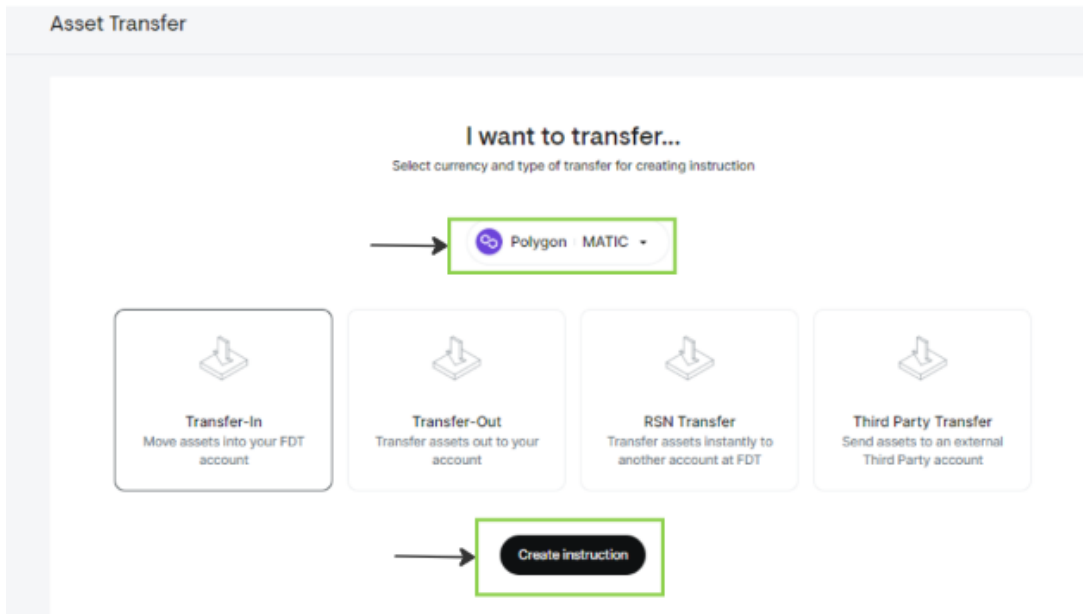 Asset Transfer
I want to transfer...
Select currency and type of transfer for creating instruction
Polygon MATIC
Transfer-In
Move assets into your FDT
account
Transfer-Out
Transfer assets out to your
account
RSN Transfer
Transfer assets instantly to
another account at FDT
Third Party Transfer
Send assets to an external
Third Party account
Create instruction